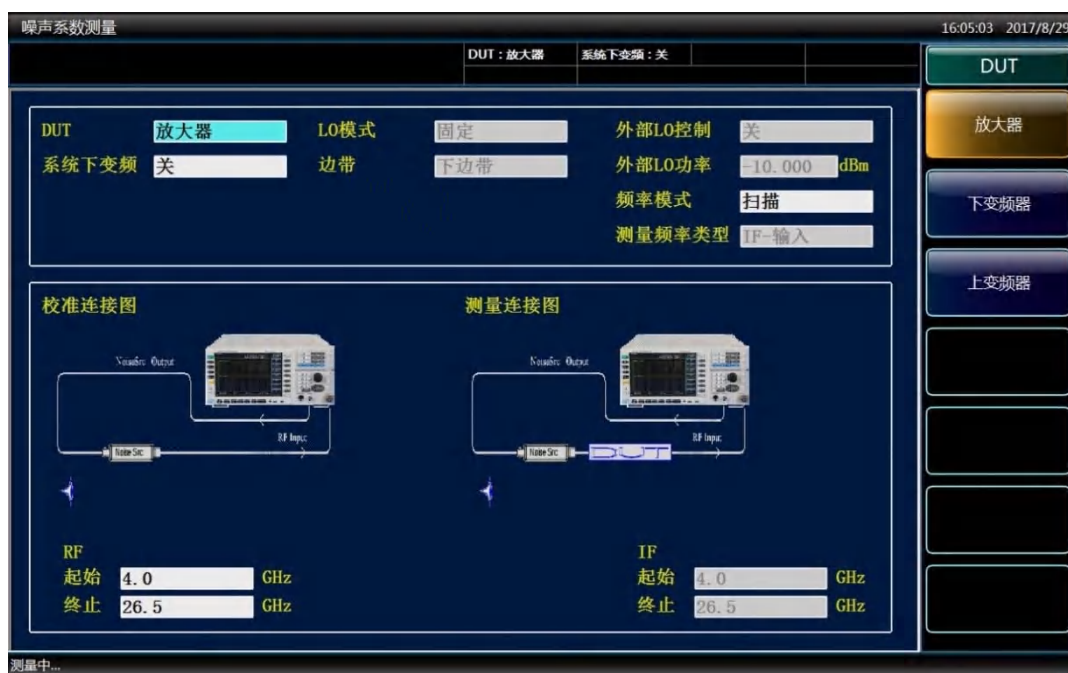 噪声系数测量 16:05:03 2017/8/29
DUT：放大器 系统下变频：关
DUT
DUT 放大器 LO模式 固定 外部LO控制 关
放大器
系统下变频 关 边带 下边带 外部LO功率 -10.000 dBm
频率模式 扫描
下变频器
测量频率类型 IF-输入
上变频器
校准连接图 测量连接图
NoiseSrc Output NoiseSrc Output
RF Input RF Input
Noise Src Noise Src DUT
RF IF
起始 4.0 GHz 起始 4.0 GHz
终止 26.5 GHz 终止 26.5 GHz
测量中...